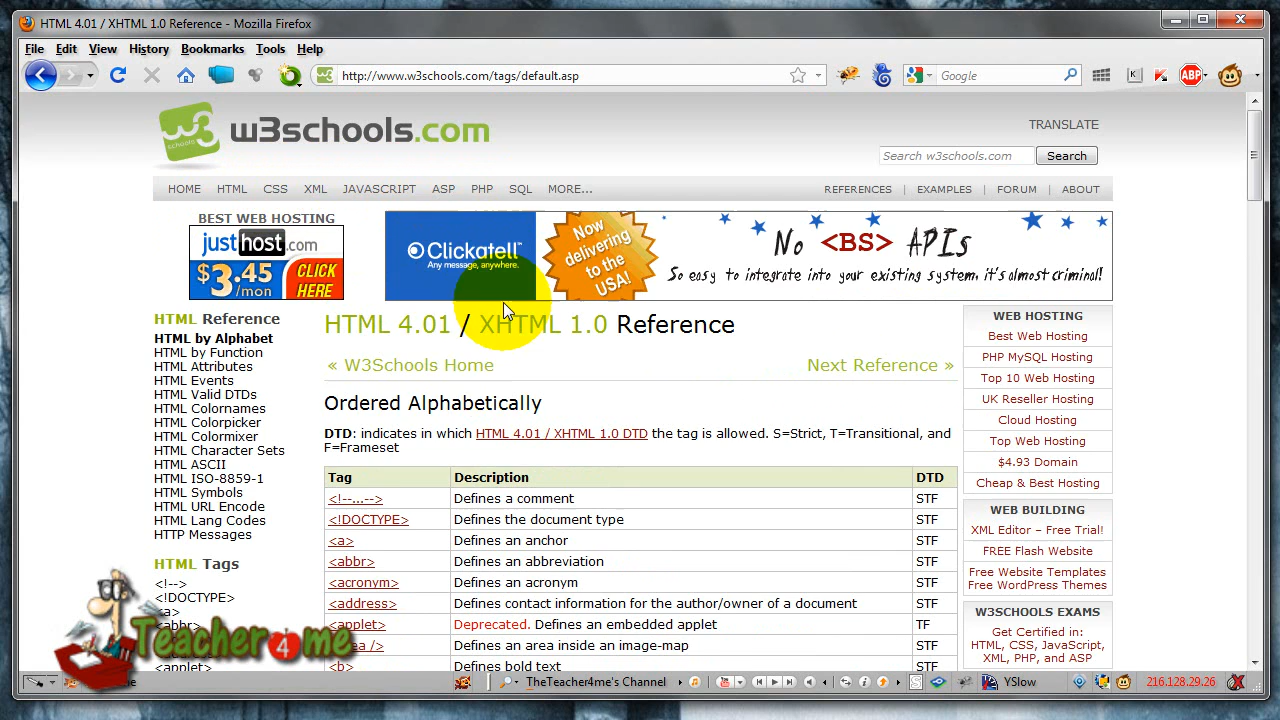 HTML 4.01 / XHTML 1.0 Reference - Mozilla Firefox
File Edit View History Bookmarks Tools Help
http://www.w3schools.com/tags/default.asp
Google
K
ABP
w3
schools
w3schools.com
TRANSLATE
Search w3schools.com
Search
HOME HTML CSS XML JAVASCRIPT ASP PHP SQL MORE...
REFERENCES | EXAMPLES | FORUM | ABOUT
BEST WEB HOSTING
justhost.com
$3.45
/mon
CLICK
HERE
Clickatell™
Any message, anywhere.
Now
delivering
to the
USA!
No <BS> APIs
So easy to integrate into your existing system, it's almost criminal!
HTML Reference
HTML by Alphabet
HTML by Function
HTML Attributes
HTML Events
HTML Valid DTDs
HTML Colornames
HTML Colorpicker
HTML Colormixer
HTML Character Sets
HTML ASCII
HTML ISO-8859-1
HTML Symbols
HTML URL Encode
HTML Lang Codes
HTTP Messages
HTML Tags
<!-->
<!DOCTYPE>
<a>
<abbr>
<applet>
HTML 4.01 / XHTML 1.0 Reference
« W3Schools Home
Next Reference »
Ordered Alphabetically
DTD: indicates in which HTML 4.01 / XHTML 1.0 DTD the tag is allowed. S=Strict, T=Transitional, and
F=Frameset
Tag Description DTD
<!--...--> Defines a comment STF
<!DOCTYPE> Defines the document type STF
<a> Defines an anchor STF
<abbr> Defines an abbreviation STF
<acronym> Defines an acronym STF
<address> Defines contact information for the author/owner of a document STF
<applet> Deprecated. Defines an embedded applet TF
<area /> Defines an area inside an image-map STF
<b> Defines bold text STF
WEB HOSTING
Best Web Hosting
PHP MySQL Hosting
Top 10 Web Hosting
UK Reseller Hosting
Cloud Hosting
Top Web Hosting
$4.93 Domain
Cheap & Best Hosting
WEB BUILDING
XML Editor – Free Trial!
FREE Flash Website
Free Website Templates
Free WordPress Themes
W3SCHOOLS EXAMS
Get Certified in:
HTML, CSS, JavaScript,
XML, PHP, and ASP
Teacher4me
TheTeacher4me's Channel
S
YSlow
216.128.29.26